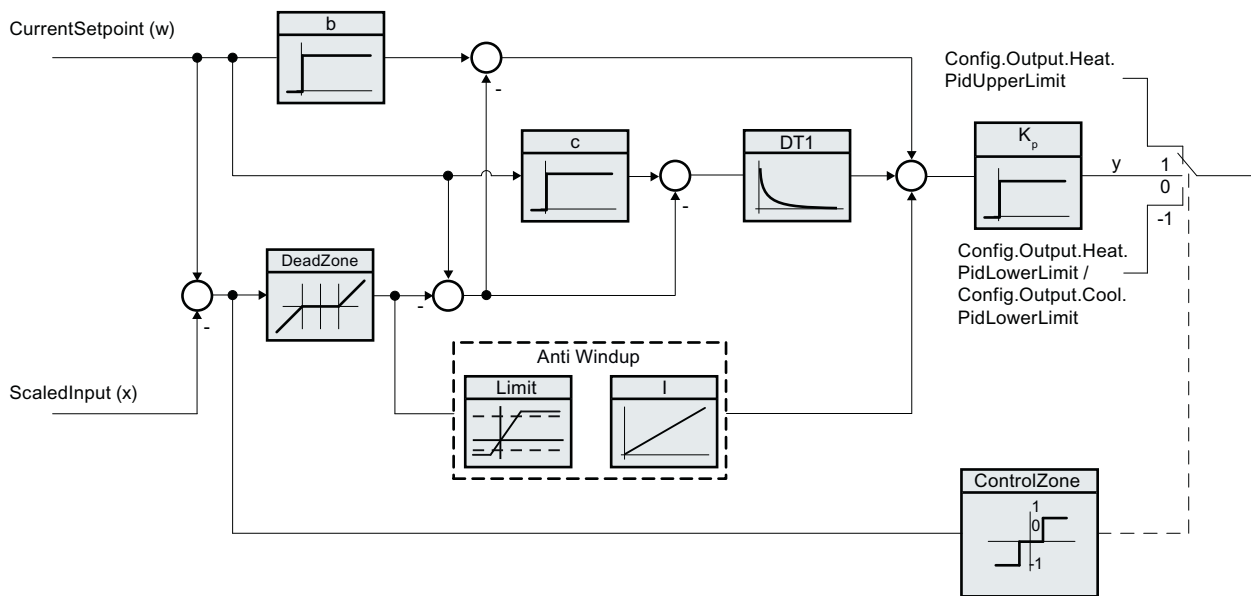 CurrentSetpoint (w)
b
-
Config.Output.Heat.
PidUpperLimit
c
DT1
Kp
-
y
1
0
-1
DeadZone
-
-
Config.Output.Heat.
PidLowerLimit /
Config.Output.Cool.
PidLowerLimit
Anti Windup
ScaledInput (x)
Limit
I
ControlZone
1
0
-1